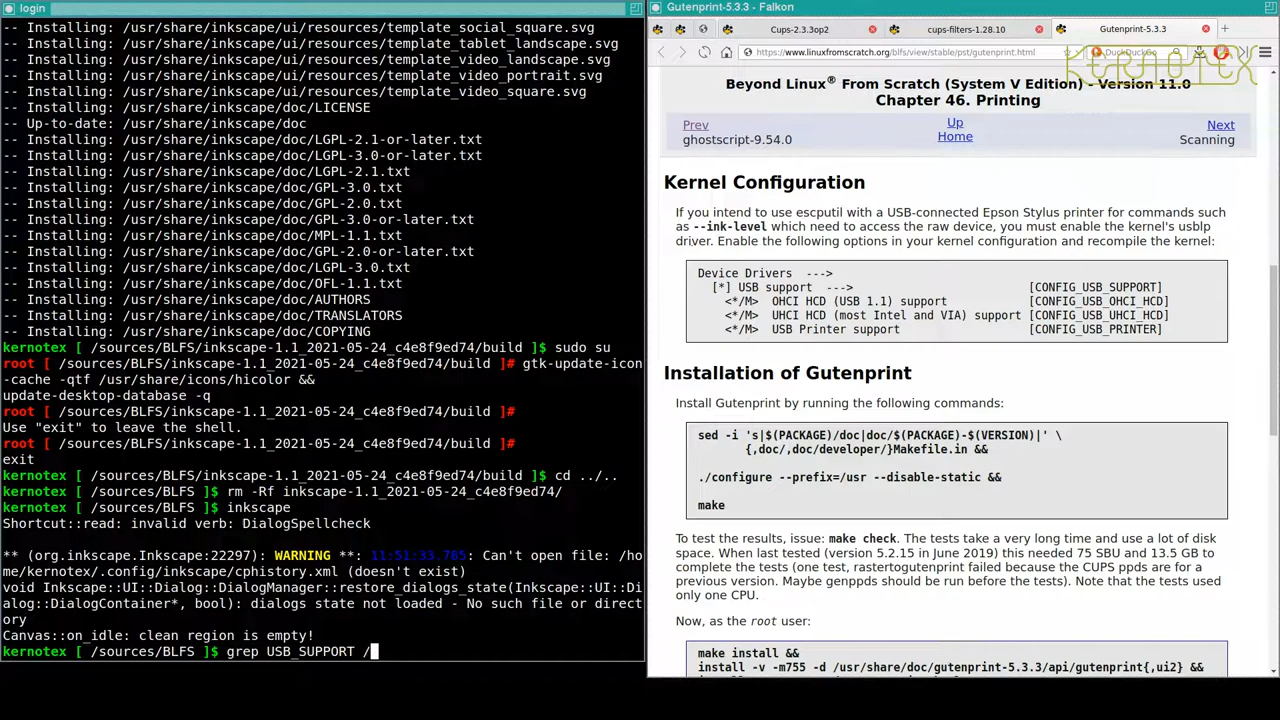 login
-- Installing: /usr/share/inkscape/ui/resources/template_social_square.svg
-- Installing: /usr/share/inkscape/ui/resources/template_tablet_landscape.svg
-- Installing: /usr/share/inkscape/ui/resources/template_video_landscape.svg
-- Installing: /usr/share/inkscape/ui/resources/template_video_portrait.svg
-- Installing: /usr/share/inkscape/ui/resources/template_video_square.svg
-- Installing: /usr/share/inkscape/doc/LICENSE
-- Up-to-date: /usr/share/inkscape/doc
-- Installing: /usr/share/inkscape/doc/LGPL-2.1-or-later.txt
-- Installing: /usr/share/inkscape/doc/LGPL-3.0-or-later.txt
-- Installing: /usr/share/inkscape/doc/LGPL-2.1.txt
-- Installing: /usr/share/inkscape/doc/GPL-3.0.txt
-- Installing: /usr/share/inkscape/doc/GPL-2.0.txt
-- Installing: /usr/share/inkscape/doc/GPL-3.0-or-later.txt
-- Installing: /usr/share/inkscape/doc/MPL-1.1.txt
-- Installing: /usr/share/inkscape/doc/GPL-2.0-or-later.txt
-- Installing: /usr/share/inkscape/doc/LGPL-3.0.txt
-- Installing: /usr/share/inkscape/doc/OFL-1.1.txt
-- Installing: /usr/share/inkscape/doc/AUTHORS
-- Installing: /usr/share/inkscape/doc/TRANSLATORS
-- Installing: /usr/share/inkscape/doc/COPYING
kernotex [ /sources/BLFS/inkscape-1.1_2021-05-24_c4e8f9ed74/build ]$ sudo su
root [ /sources/BLFS/inkscape-1.1_2021-05-24_c4e8f9ed74/build ]# gtk-update-icon
-cache -qtf /usr/share/icons/hicolor &&
update-desktop-database -q
root [ /sources/BLFS/inkscape-1.1_2021-05-24_c4e8f9ed74/build ]#
Use "exit" to leave the shell.
root [ /sources/BLFS/inkscape-1.1_2021-05-24_c4e8f9ed74/build ]#
exit
kernotex [ /sources/BLFS/inkscape-1.1_2021-05-24_c4e8f9ed74/build ]$ cd ../..
kernotex [ /sources/BLFS ]$ rm -Rf inkscape-1.1_2021-05-24_c4e8f9ed74/
kernotex [ /sources/BLFS ]$ inkscape
Shortcut::read: invalid verb: DialogSpellcheck
** (org.inkscape.Inkscape:22297): WARNING **: 11:51:33.785: Can't open file: /ho
me/kernotex/.config/inkscape/cphistory.xml (doesn't exist)
void Inkscape::UI::Dialog::DialogManager::restore_dialogs_state(Inkscape::UI::Di
alog::DialogContainer*, bool): dialogs state not loaded - No such file or direct
ory
Canvas::on_idle: clean region is empty!
kernotex [ /sources/BLFS ]$ grep USB_SUPPORT /
Gutenprint-5.3.3 - Falkon
Cups-2.3.3op2
cups-filters-1.28.10
Gutenprint-5.3.3
https://www.linuxfromscratch.org/blfs/view/stable/pst/gutenprint.html
DuckDuckGo
KERNOTEX
Beyond Linux® From Scratch (System V Edition) - Version 11.0
Chapter 46. Printing
Prev
Up
Next
ghostscript-9.54.0
Home
Scanning
Kernel Configuration
If you intend to use escputil with a USB-connected Epson Stylus printer for commands such
as --ink-level which need to access the raw device, you must enable the kernel's usblp
driver. Enable the following options in your kernel configuration and recompile the kernel:
Device Drivers --->
[*] USB support --->                        [CONFIG_USB_SUPPORT]
<*/M> OHCI HCD (USB 1.1) support            [CONFIG_USB_OHCI_HCD]
<*/M> UHCI HCD (most Intel and VIA) support [CONFIG_USB_UHCI_HCD]
<*/M> USB Printer support                   [CONFIG_USB_PRINTER]
Installation of Gutenprint
Install Gutenprint by running the following commands:
sed -i 's|$(PACKAGE)/doc|doc/$(PACKAGE)-$(VERSION)|' \
{,doc/,doc/developer/}Makefile.in &&
./configure --prefix=/usr --disable-static &&
make
To test the results, issue: make check. The tests take a very long time and use a lot of disk
space. When last tested (version 5.2.15 in June 2019) this needed 75 SBU and 13.5 GB to
complete the tests (one test, rastertogutenprint failed because the CUPS ppds are for a
previous version. Maybe genppds should be run before the tests). Note that the tests used
only one CPU.
Now, as the root user:
make install &&
install -v -m755 -d /usr/share/doc/gutenprint-5.3.3/api/gutenprint{,ui2} &&